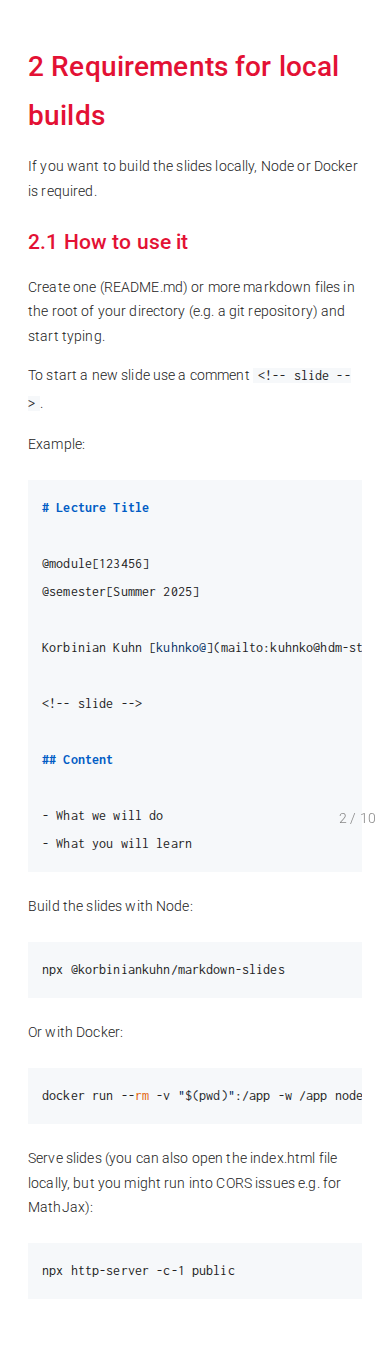 2 Requirements for local
builds
If you want to build the slides locally, Node or Docker
is required.
2.1 How to use it
Create one (README.md) or more markdown files in
the root of your directory (e.g. a git repository) and
start typing.
To start a new slide use a comment <!-- slide --
> .
Example:
# Lecture Title
@module[123456]
@semester[Summer 2025]
Korbinian Kuhn [kuhnko@](mailto:kuhnko@hdm-st
<!-- slide -->
## Content
- What we will do
2 / 10
- What you will learn
Build the slides with Node:
npx @korbiniankuhn/markdown-slides
Or with Docker:
docker run --rm -v "$(pwd)":/app -w /app node
Serve slides (you can also open the index.html file
locally, but you might run into CORS issues e.g. for
MathJax):
npx http-server -c-1 public